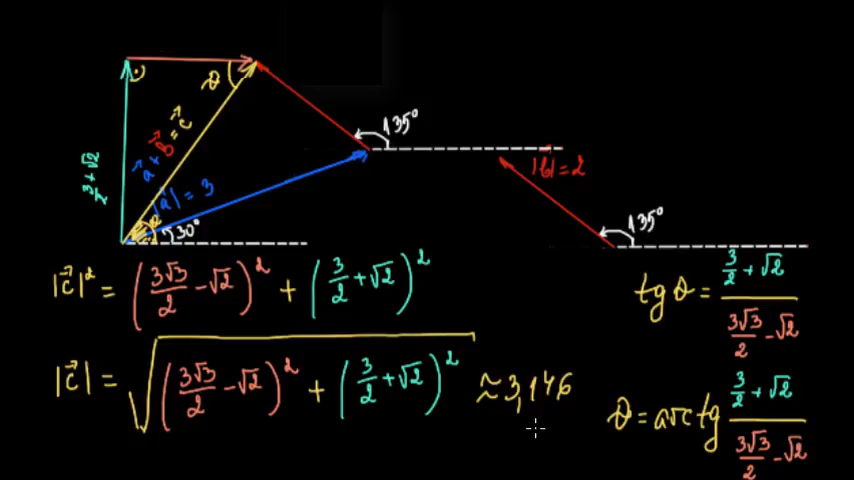 135°
ϑ
a⃗ + b⃗ = c⃗
|b⃗| = 2
3/2 + √2
|a⃗| = 3
30°
135°
|c⃗|² = (3√3/2 − √2)² + (3/2 + √2)²
tg ϑ = (3/2 + √2)/(3√3/2 − √2)
|c⃗| = √((3√3/2 − √2)² + (3/2 + √2)²) ≈ 3,146
ϑ = arctg (3/2 + √2)/(3√3/2 − √2)